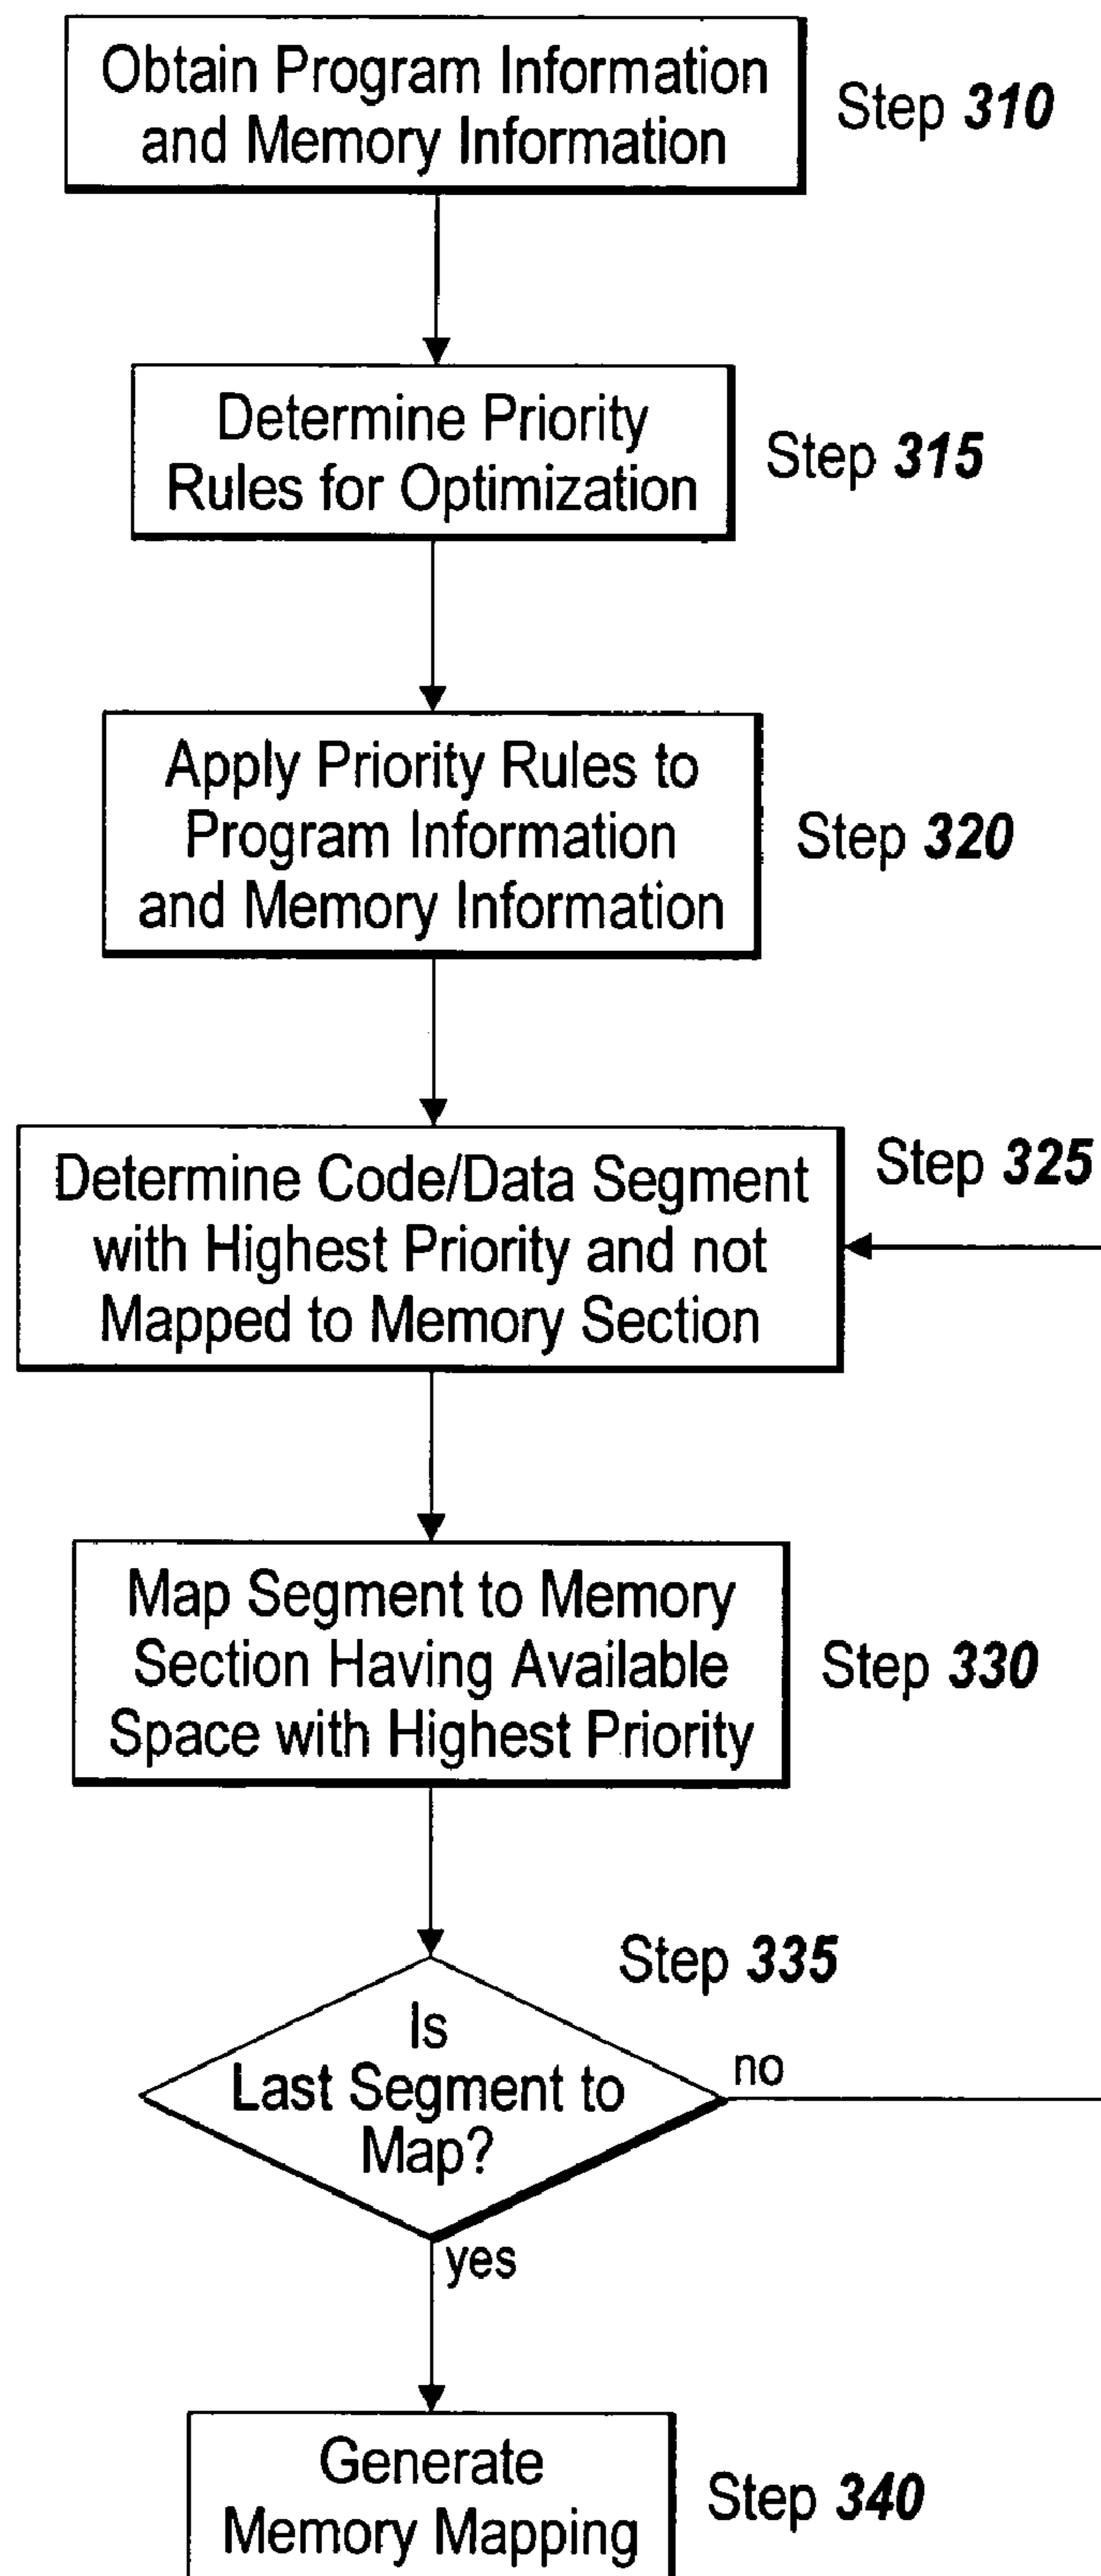 Obtain Program Information
and Memory Information
Step 310
Determine Priority
Rules for Optimization
Step 315
Apply Priority Rules to
Program Information
and Memory Information
Step 320
Determine Code/Data Segment
with Highest Priority and not
Mapped to Memory Section
Step 325
Map Segment to Memory
Section Having Available
Space with Highest Priority
Step 330
Step 335
Is
Last Segment to
Map?
no
yes
Generate
Memory Mapping
Step 340